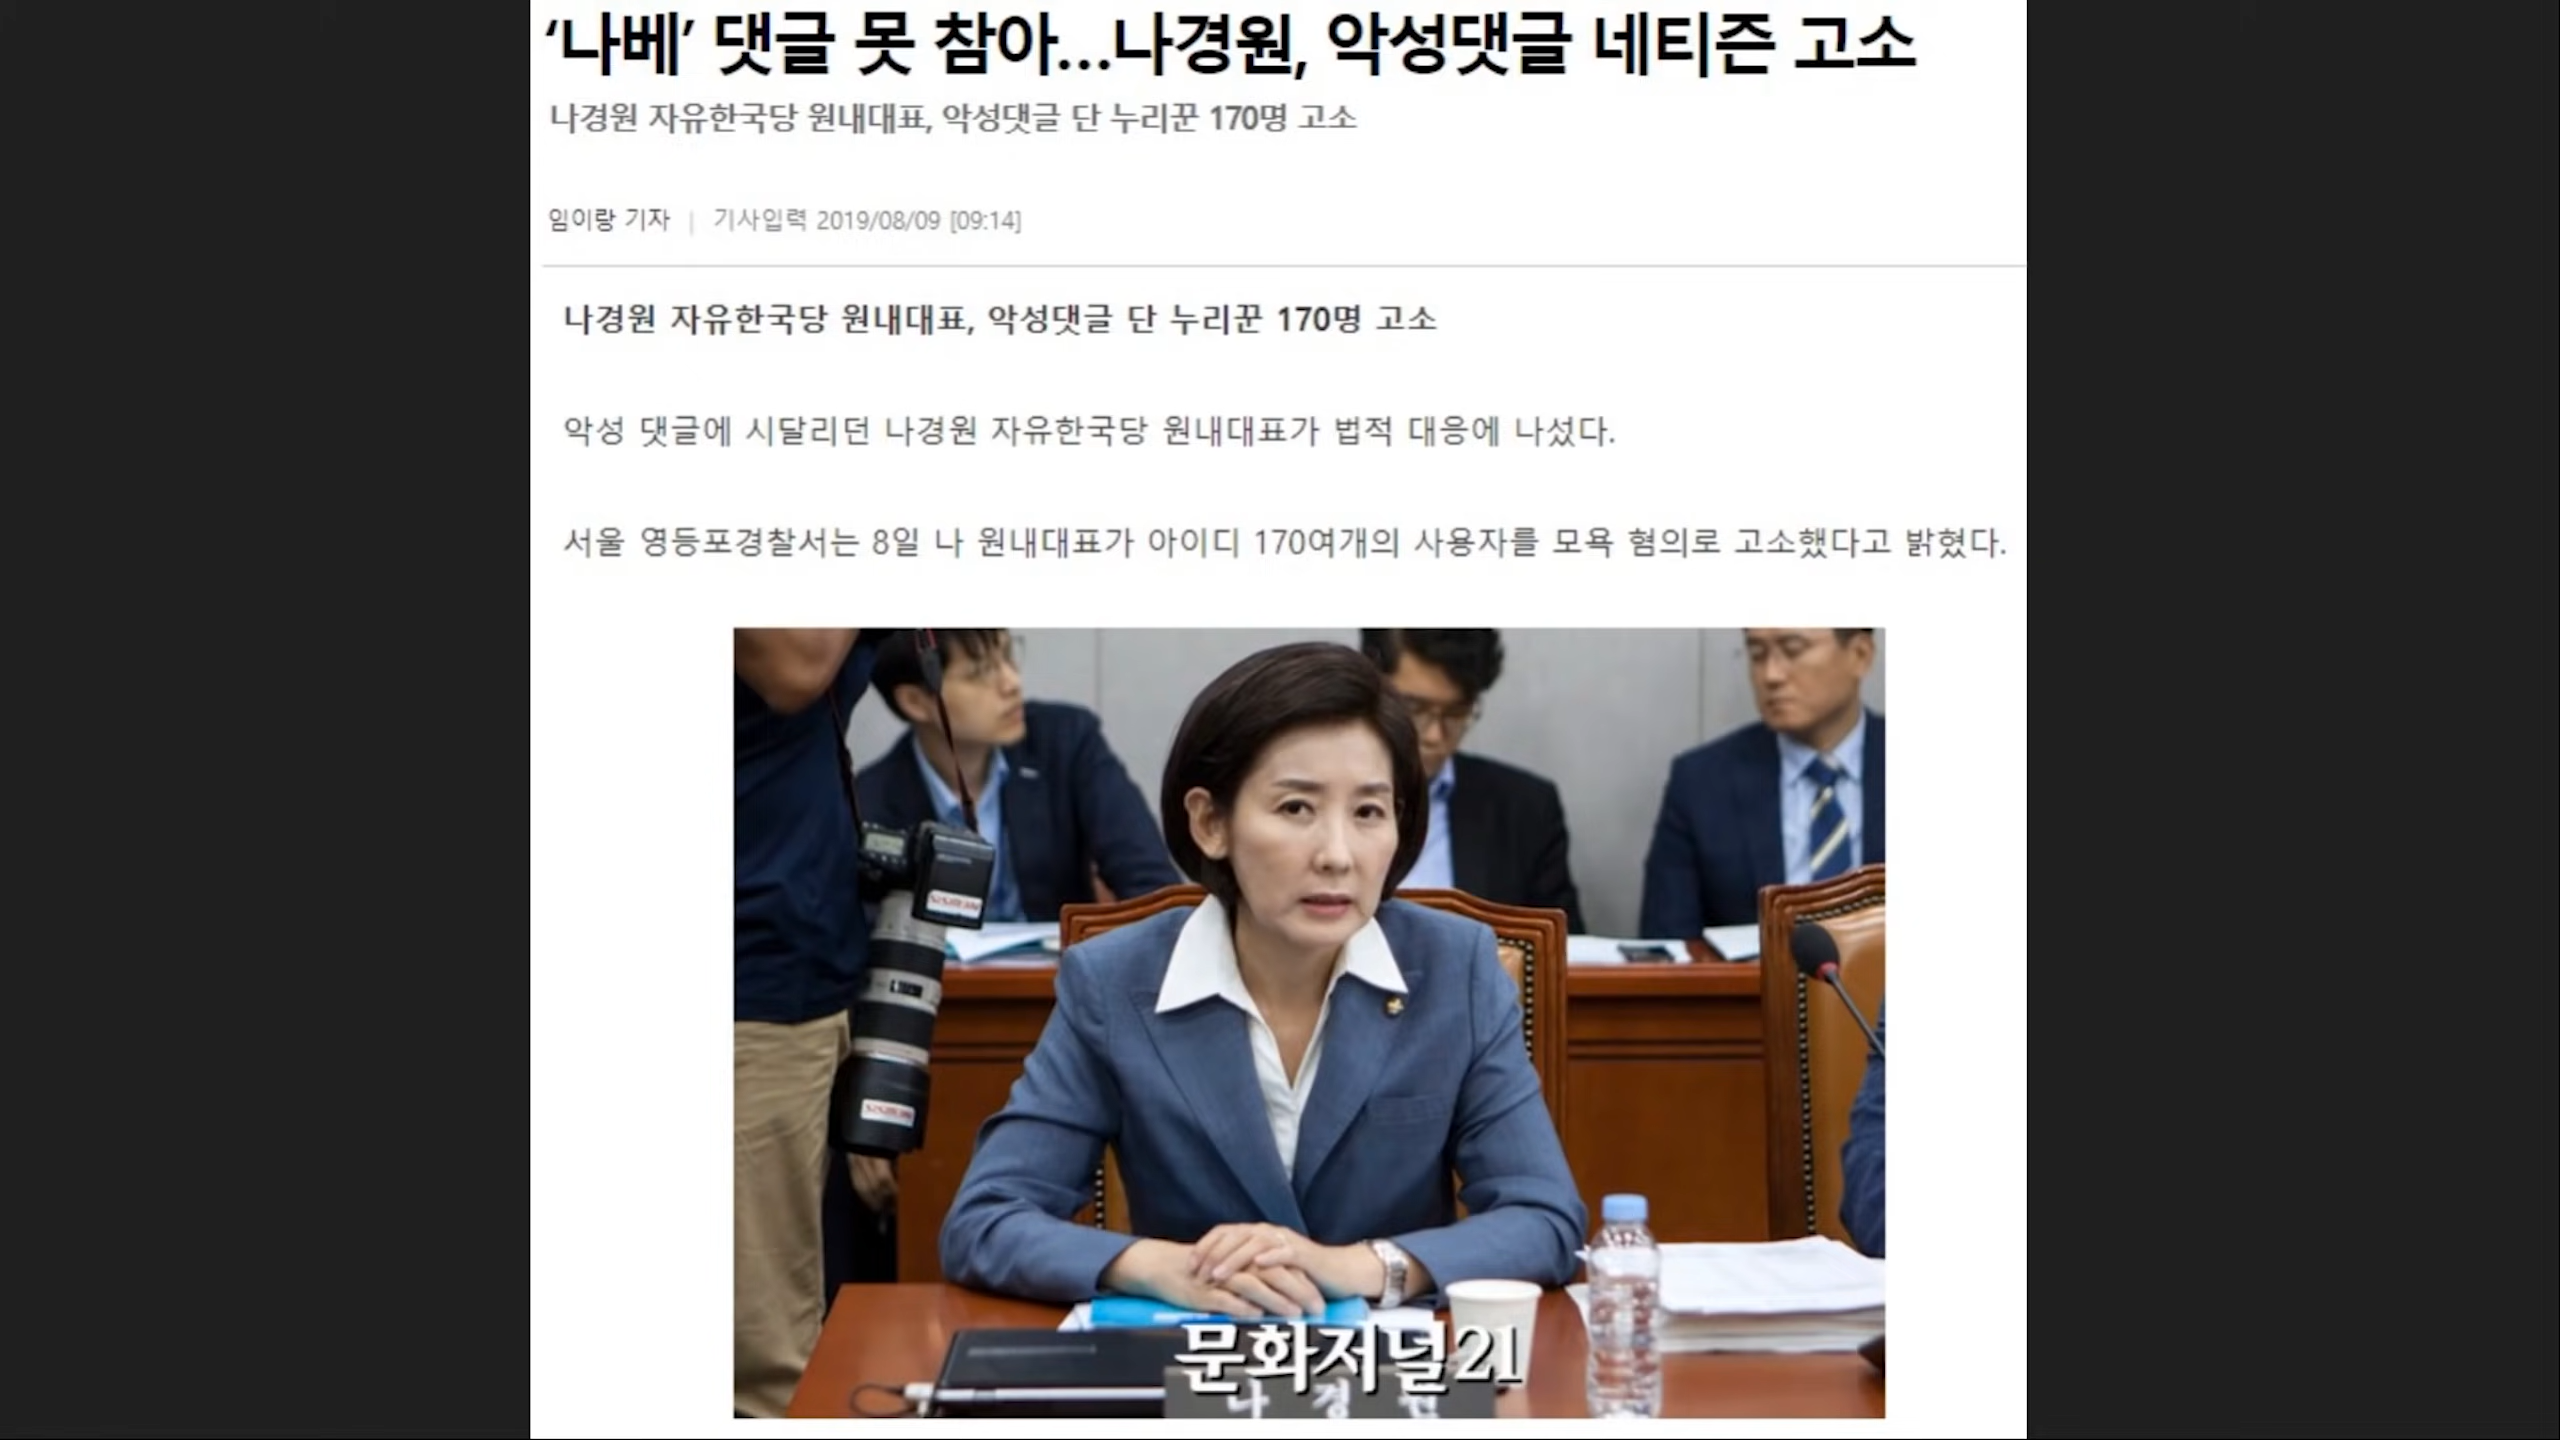 ‘나베’ 댓글 못 참아...나경원, 악성댓글 네티즌 고소
나경원 자유한국당 원내대표, 악성댓글 단 누리꾼 170명 고소
임이랑 기자 | 기사입력 2019/08/09 [09:14]
나경원 자유한국당 원내대표, 악성댓글 단 누리꾼 170명 고소
악성 댓글에 시달리던 나경원 자유한국당 원내대표가 법적 대응에 나섰다.
서울 영등포경찰서는 8일 나 원내대표가 아이디 170여개의 사용자를 모욕 혐의로 고소했다고 밝혔다.
문화저널21
나 경 원